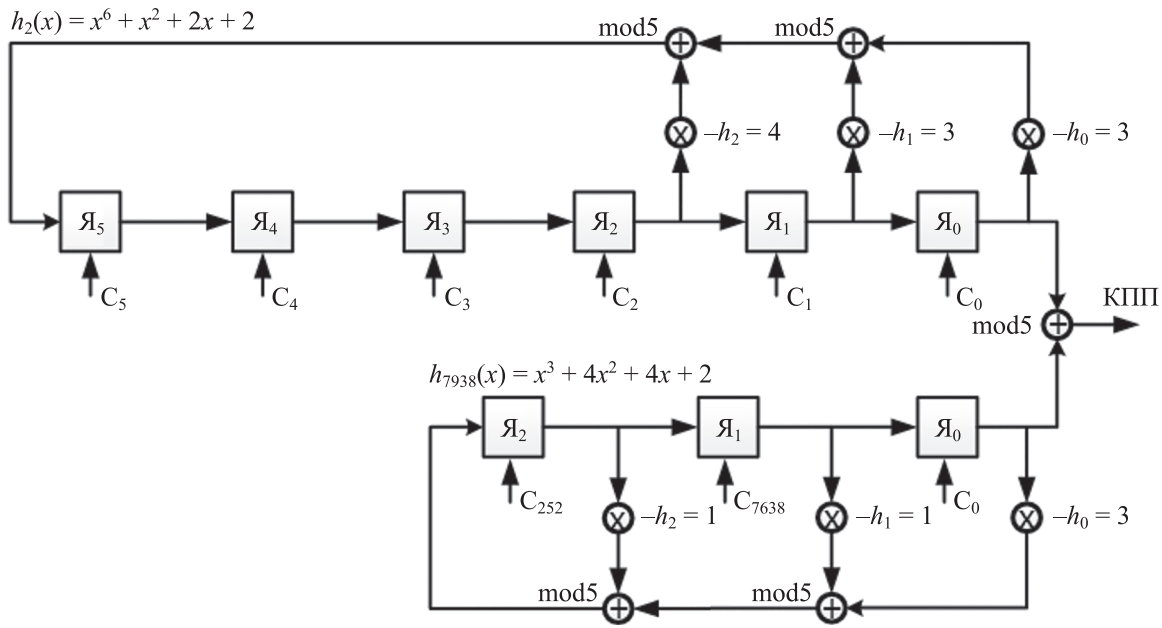 h₂(x) = x⁶ + x² + 2x + 2
mod5
mod5
–h₂ = 4
–h₁ = 3
–h₀ = 3
Я₅
Я₄
Я₃
Я₂
Я₁
Я₀
C₅
C₄
C₃
C₂
C₁
C₀
КПП
mod5
h₇₉₃₈(x) = x³ + 4x² + 4x + 2
Я₂
Я₁
Я₀
C₂₅₂
C₇₆₃₈
C₀
–h₂ = 1
–h₁ = 1
–h₀ = 3
mod5
mod5